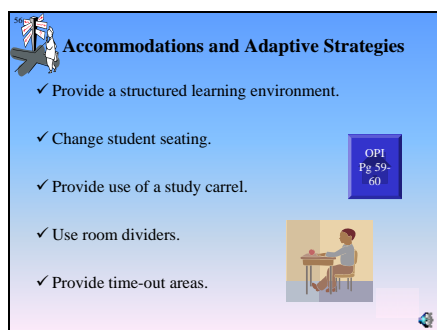 56
Accommodations and Adaptive Strategies
✓ Provide a structured learning environment.
✓ Change student seating.
OPI
Pg 59-
60
✓ Provide use of a study carrel.
✓ Use room dividers.
✓ Provide time-out areas.